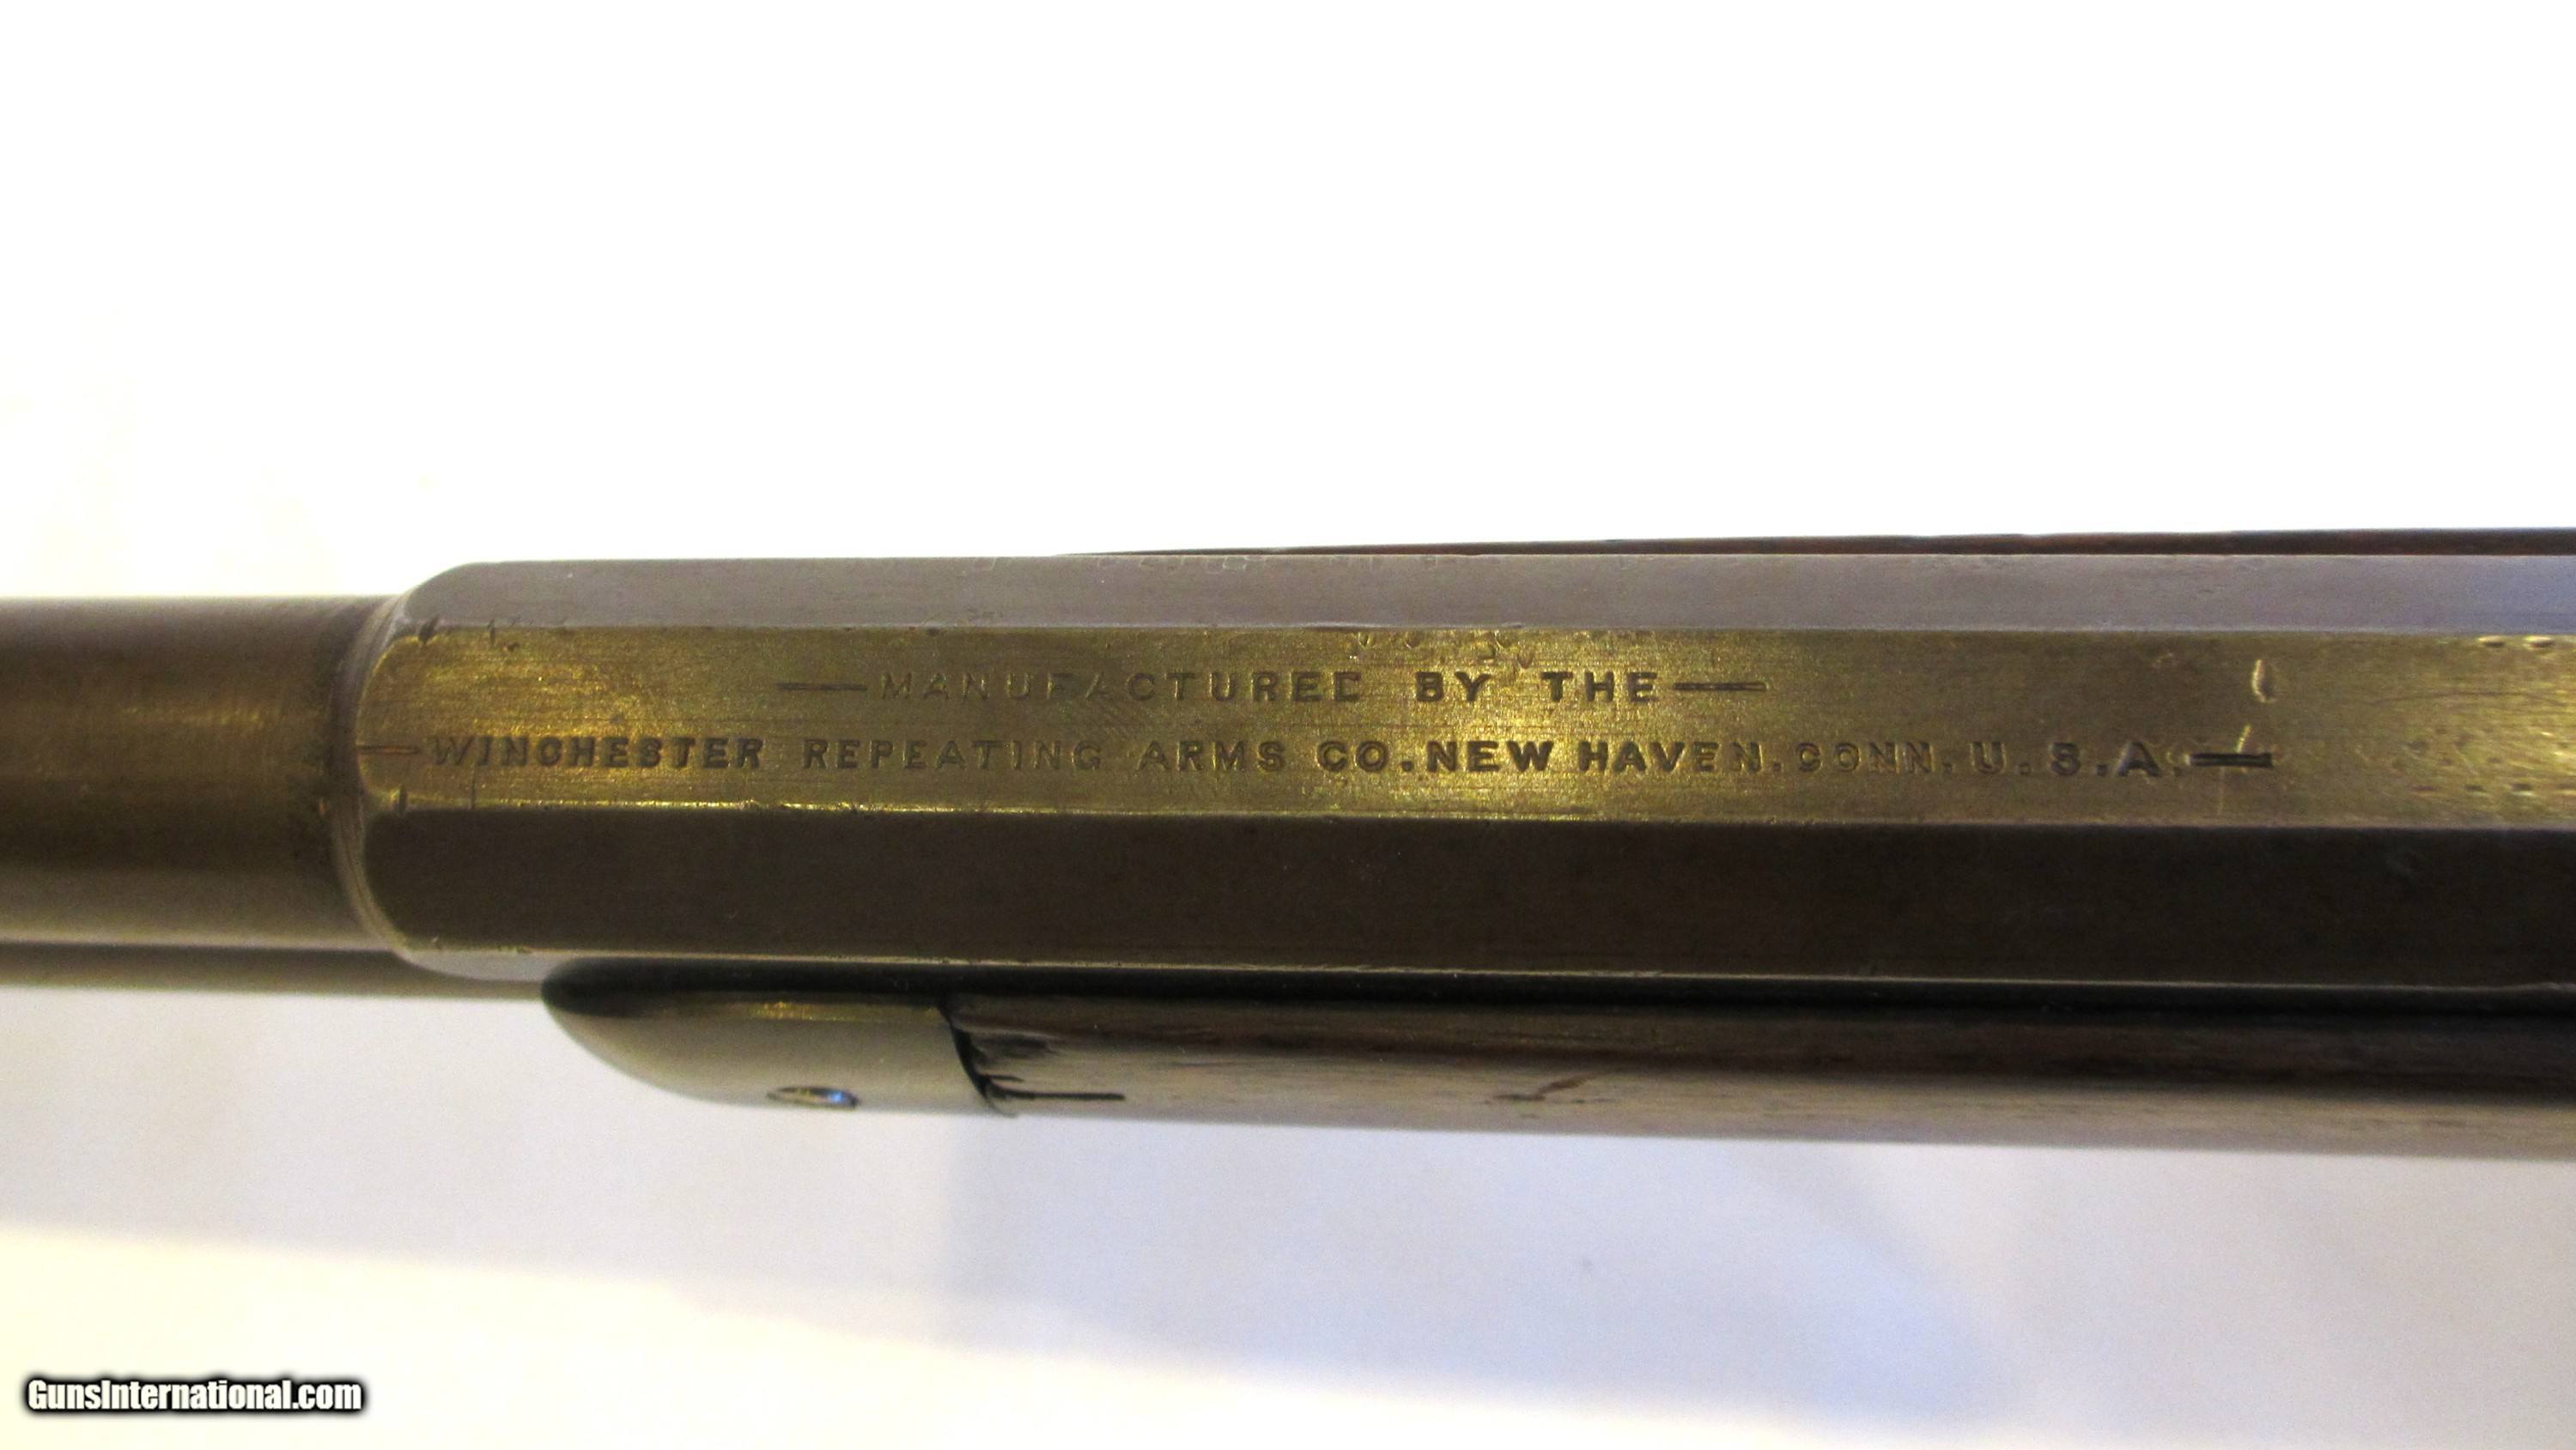 —MANUFACTURED BY THE—
—WINCHESTER REPEATING ARMS CO. NEW HAVEN. CONN. U. S. A.—
GunsInternational.com